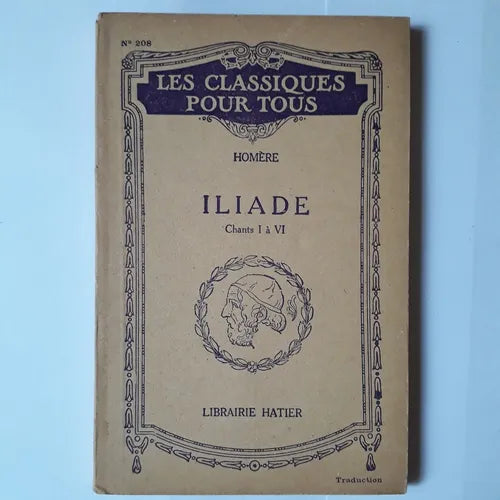 N° 208
LES CLASSIQUES
POUR TOUS
HOMÈRE
ILIADE
Chants I à VI
LIBRAIRIE HATIER
Traduction